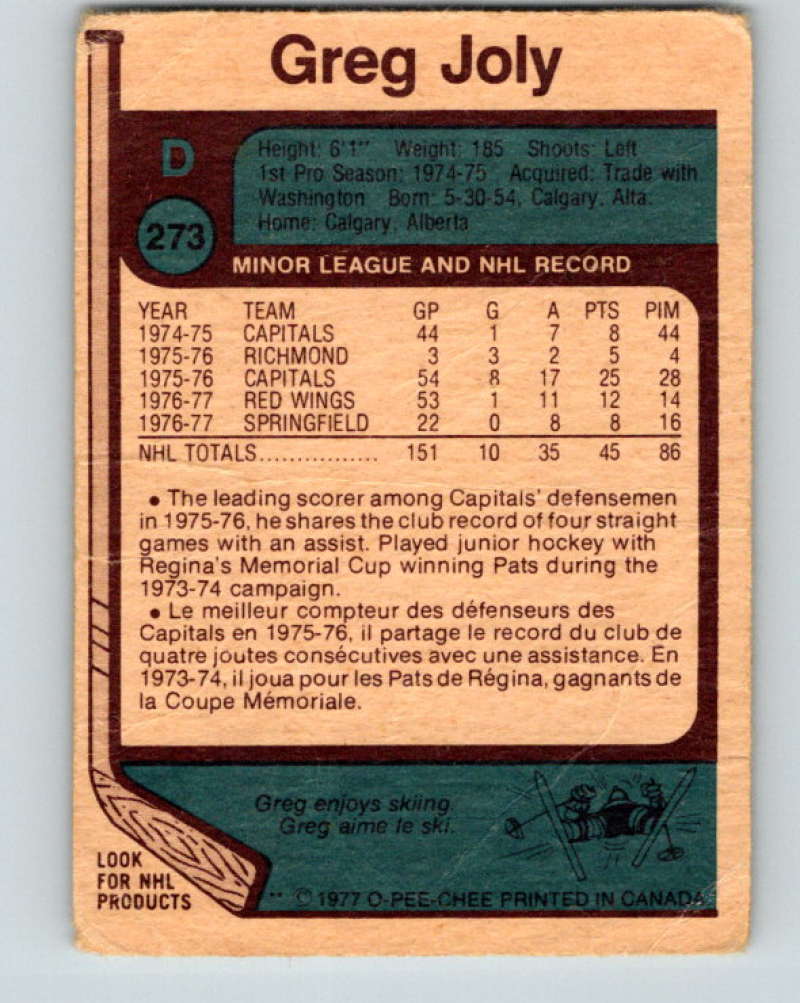 Greg Joly
D
273
Height: 6'1" Weight: 185 Shoots: Left
1st Pro Season: 1974-75 Acquired: Trade with
Washington Born: 5-30-54, Calgary, Alta.
Home: Calgary, Alberta
MINOR LEAGUE AND NHL RECORD
YEAR TEAM GP G A PTS PIM
1974-75 CAPITALS 44 1 7 8 44
1975-76 RICHMOND 3 3 2 5 4
1975-76 CAPITALS 54 8 17 25 28
1976-77 RED WINGS 53 1 11 12 14
1976-77 SPRINGFIELD 22 0 8 8 16
NHL TOTALS................ 151 10 35 45 86
● The leading scorer among Capitals' defensemen
in 1975-76, he shares the club record of four straight
games with an assist. Played junior hockey with
Regina's Memorial Cup winning Pats during the
1973-74 campaign.
● Le meilleur compteur des défenseurs des
Capitals en 1975-76, il partage le record du club de
quatre joutes consécutives avec une assistance. En
1973-74, il joua pour les Pats de Régina, gagnants de
la Coupe Mémoriale.
Greg enjoys skiing.
Greg aime le ski.
LOOK
FOR NHL
PRODUCTS
** © 1977 O-PEE-CHEE PRINTED IN CANADA